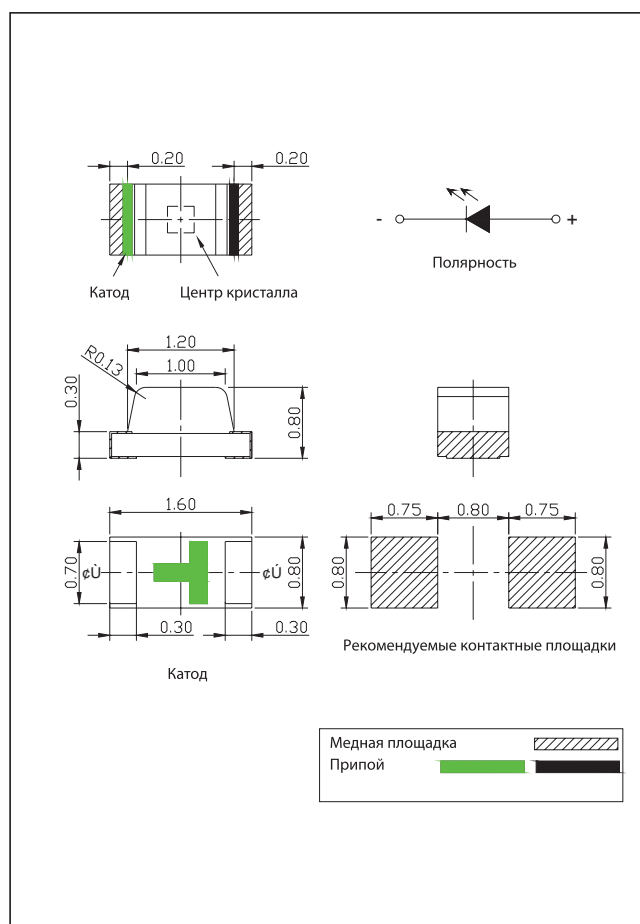 0.20 0.20
- +
Полярность
Катод Центр кристалла
1.20
R0.13 1.00
0.30 0.80
1.60
0.75 0.80 0.75
0.70 ¢Ù ¢Ú 0.80 0.80 0.80
0.30 0.30
Рекомендуемые контактные площадки
Катод
Медная площадка
Припой